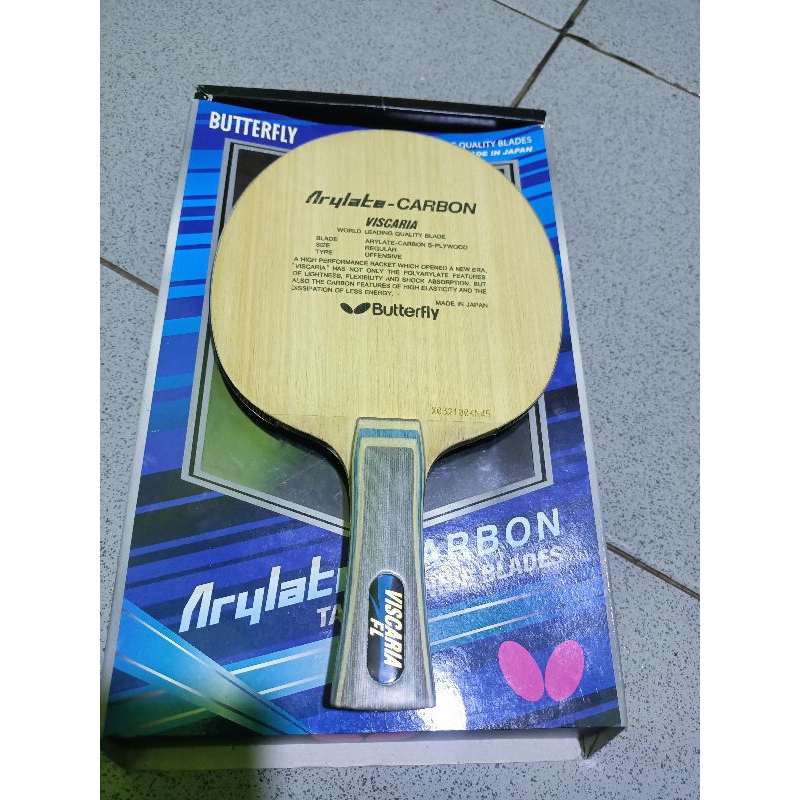 BUTTERFLY
QUALITY BLADES
MADE IN JAPAN
Arylate-CARBON
VISCARIA
WORLD LEADING QUALITY BLADE
BLADE ARYLATE-CARBON 5-PLYWOOD
SIZE REGULAR
TYPE OFFENSIVE
A HIGH PERFORMANCE RACKET WHICH OPENED A NEW ERA.
"VISCARIA" HAS NOT ONLY THE POLYARYLATE FEATURES
OF LIGHTNESS, FLEXIBILITY AND SHOCK ABSORPTION, BUT
ALSO THE CARBON FEATURES OF HIGH ELASTICITY AND THE
DISSIPATION OF LESS ENERGY.
MADE IN JAPAN
Butterfly
VISCARIA
FL
Arylate CARBON
TA BLADES